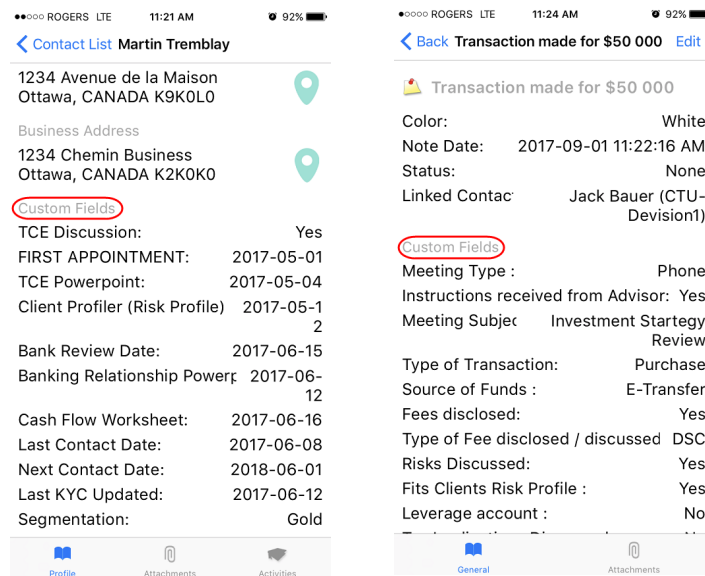 ROGERS LTE 11:21 AM 92%
Contact List Martin Tremblay
1234 Avenue de la Maison
Ottawa, CANADA K9K0L0
Business Address
1234 Chemin Business
Ottawa, CANADA K2K0K0
Custom Fields
TCE Discussion: Yes
FIRST APPOINTMENT: 2017-05-01
TCE Powerpoint: 2017-05-04
Client Profiler (Risk Profile) 2017-05-1
2
Bank Review Date: 2017-06-15
Banking Relationship Powerp 2017-06-
12
Cash Flow Worksheet: 2017-06-16
Last Contact Date: 2017-06-08
Next Contact Date: 2018-06-01
Last KYC Updated: 2017-06-12
Segmentation: Gold
Profile Attachments Activities
ROGERS LTE 11:24 AM 92%
Back Transaction made for $50 000 Edit
Transaction made for $50 000
Color: White
Note Date: 2017-09-01 11:22:16 AM
Status: None
Linked Contac Jack Bauer (CTU-
Devision1)
Custom Fields
Meeting Type : Phone
Instructions received from Advisor: Yes
Meeting Subjec Investment Startegy
Review
Type of Transaction: Purchase
Source of Funds : E-Transfer
Fees disclosed: Yes
Type of Fee disclosed / discussed DSC
Risks Discussed: Yes
Fits Clients Risk Profile : Yes
Leverage account : No
General Attachments